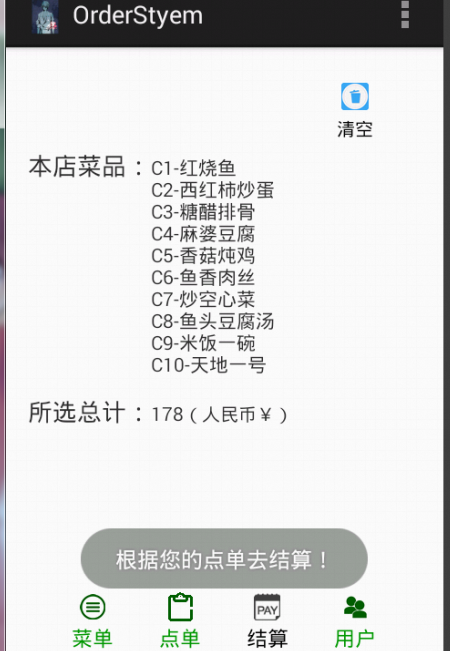 OrderStyem
清空
本店菜品：C1-红烧鱼
C2-西红柿炒蛋
C3-糖醋排骨
C4-麻婆豆腐
C5-香菇炖鸡
C6-鱼香肉丝
C7-炒空心菜
C8-鱼头豆腐汤
C9-米饭一碗
C10-天地一号
所选总计：178（人民币￥）
根据您的点单去结算！
PAY
菜单 点单 结算 用户